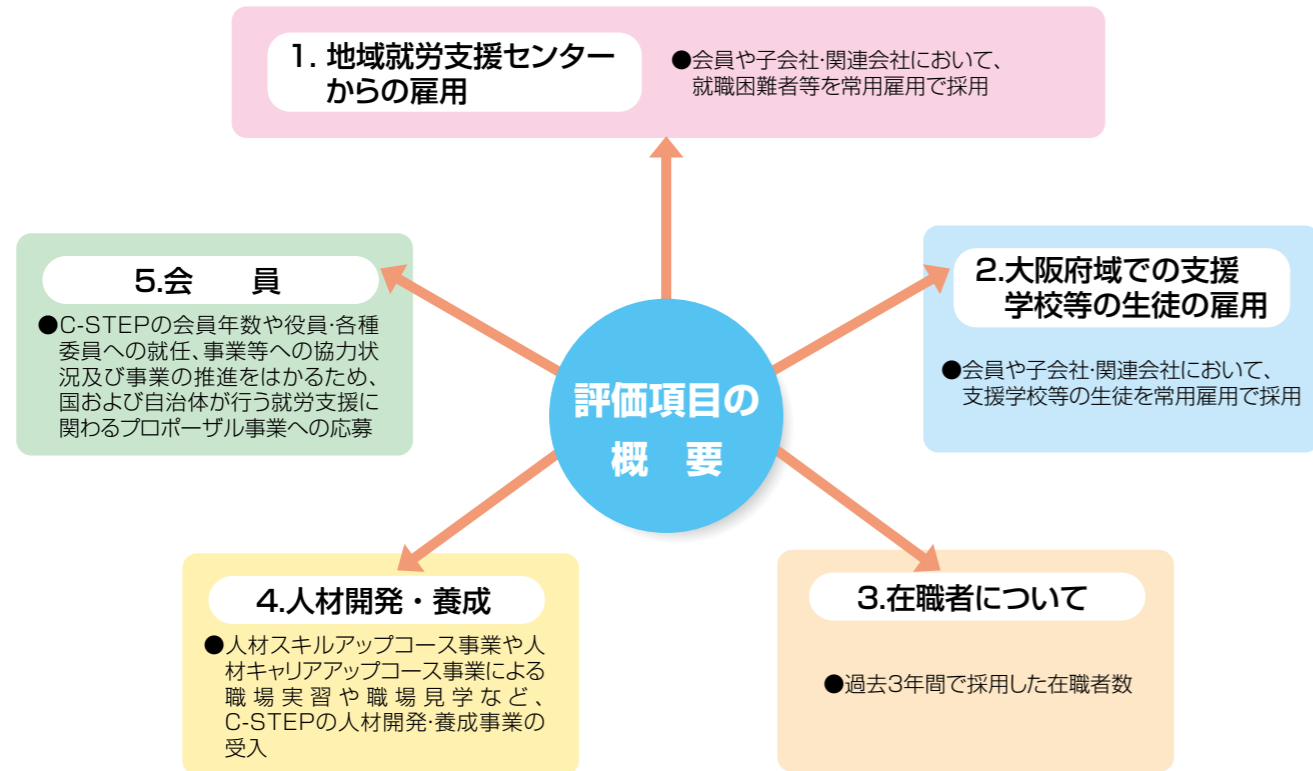 1. 地域就労支援センター
からの雇用
●会員や子会社・関連会社において、
就職困難者等を常用雇用で採用
2.大阪府域での支援
学校等の生徒の雇用
●会員や子会社・関連会社において、
支援学校等の生徒を常用雇用で採用
3.在職者について
●過去3年間で採用した在職者数
4.人材開発・養成
●人材スキルアップコース事業や人
材キャリアアップコース事業による
職場実習や職場見学など、
C-STEPの人材開発・養成事業の
受入
5.会　員
●C-STEPの会員年数や役員・各種
委員への就任、事業等への協力状
況及び事業の推進をはかるため、
国および自治体が行う就労支援に
関わるプロポーザル事業への応募
評価項目の
概　要